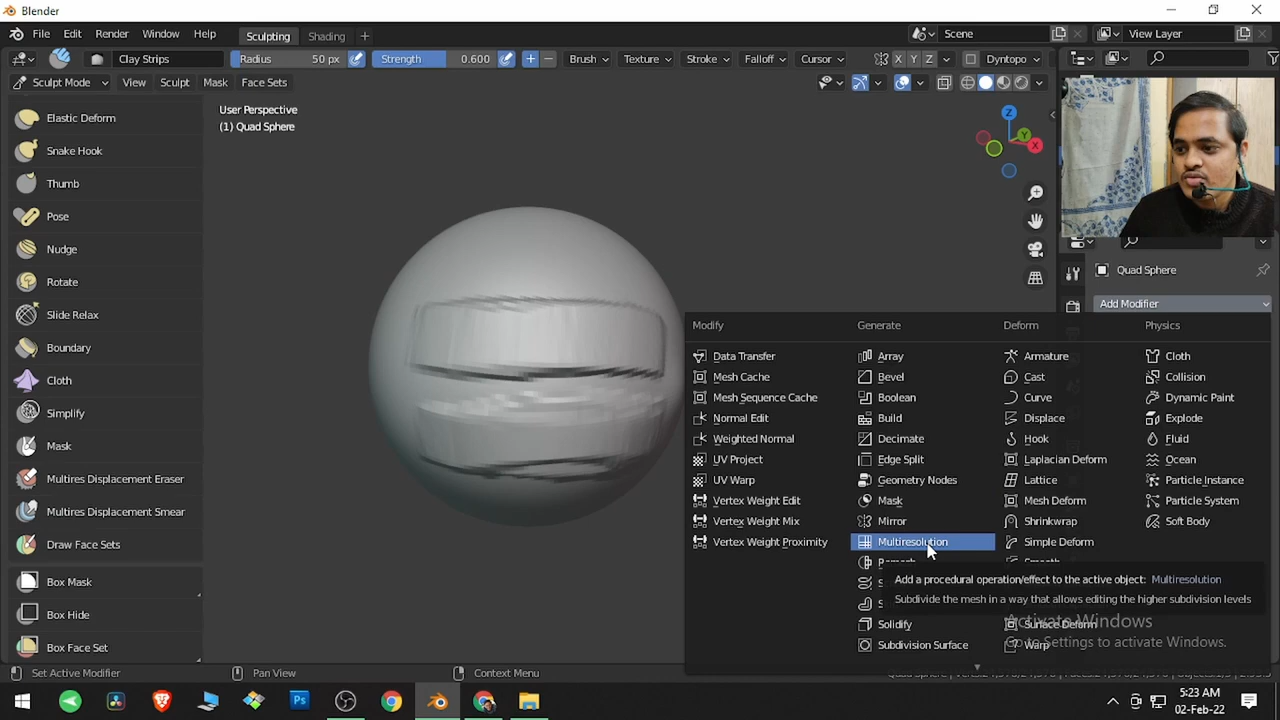 Blender
File Edit Render Window Help Sculpting Shading + Scene View Layer
Clay Strips Radius 50 px Strength 0.600 Brush Texture Stroke Falloff Cursor X Y Z Dyntopo
Sculpt Mode View Sculpt Mask Face Sets
User Perspective
(1) Quad Sphere
Z
Y
X
Elastic Deform
Snake Hook
Thumb
Pose
Nudge
Rotate
Slide Relax
Boundary
Cloth
Simplify
Mask
Multires Displacement Eraser
Multires Displacement Smear
Draw Face Sets
Box Mask
Box Hide
Box Face Set
Quad Sphere
Add Modifier
Modify Generate Deform Physics
Data Transfer Array Armature Cloth
Mesh Cache Bevel Cast Collision
Mesh Sequence Cache Boolean Curve Dynamic Paint
Normal Edit Build Displace Explode
Weighted Normal Decimate Hook Fluid
UV Project Edge Split Laplacian Deform Ocean
UV Warp Geometry Nodes Lattice Particle Instance
Vertex Weight Edit Mask Mesh Deform Particle System
Vertex Weight Mix Mirror Shrinkwrap Soft Body
Vertex Weight Proximity Multiresolution Simple Deform
Add a procedural operation/effect to the active object: Multiresolution
Subdivide the mesh in a way that allows editing the higher subdivision levels
Solidify Surface Deform
Subdivision Surface Warp
Activate Windows
Go to Settings to activate Windows.
Set Active Modifier Pan View Context Menu
Ps
5:23 AM
02-Feb-22